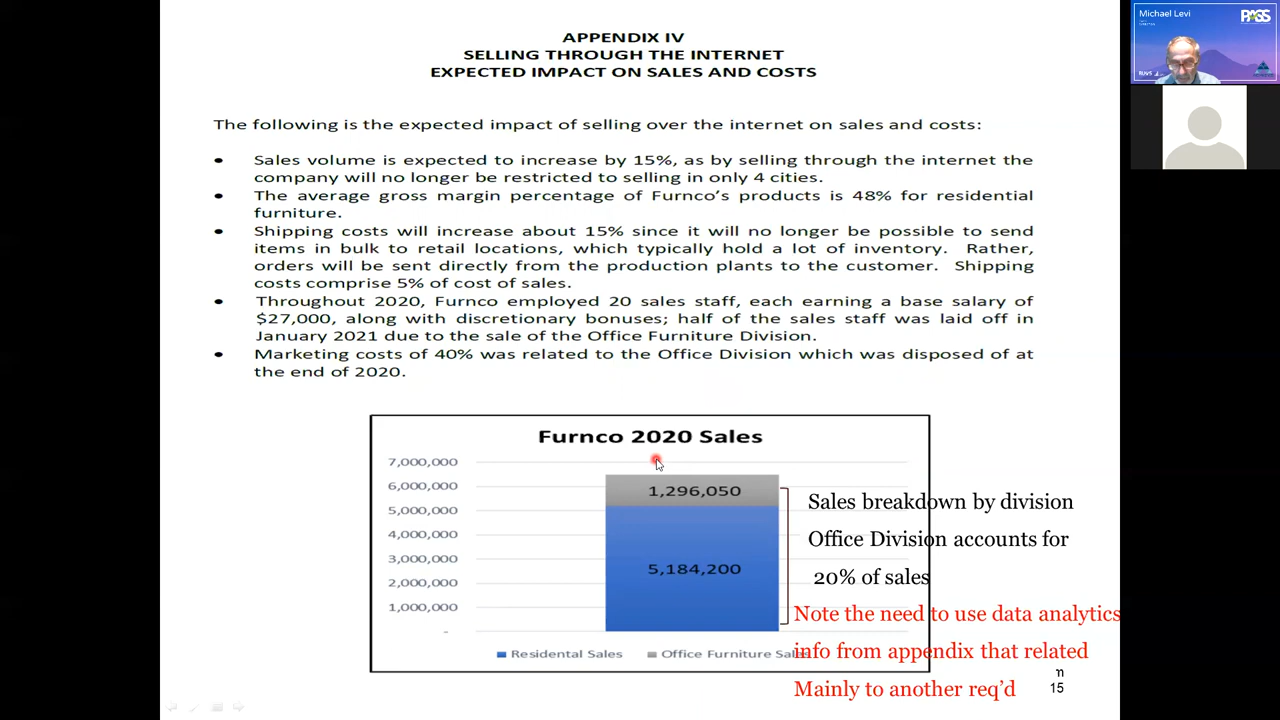 Michael Levi
PASS
APPENDIX IV
SELLING THROUGH THE INTERNET
EXPECTED IMPACT ON SALES AND COSTS
The following is the expected impact of selling over the internet on sales and costs:
• Sales volume is expected to increase by 15%, as by selling through the internet the
company will no longer be restricted to selling in only 4 cities.
• The average gross margin percentage of Furnco's products is 48% for residential
furniture.
• Shipping costs will increase about 15% since it will no longer be possible to send
items in bulk to retail locations, which typically hold a lot of inventory. Rather,
orders will be sent directly from the production plants to the customer. Shipping
costs comprise 5% of cost of sales.
• Throughout 2020, Furnco employed 20 sales staff, each earning a base salary of
$27,000, along with discretionary bonuses; half of the sales staff was laid off in
January 2021 due to the sale of the Office Furniture Division.
• Marketing costs of 40% was related to the Office Division which was disposed of at
the end of 2020.
Furnco 2020 Sales
7,000,000
6,000,000
5,000,000
4,000,000
3,000,000
2,000,000
1,000,000
-
1,296,050
5,184,200
Residental Sales
Office Furniture Sales
Sales breakdown by division
Office Division accounts for
20% of sales
Note the need to use data analytics
info from appendix that related
Mainly to another req'd
n
15